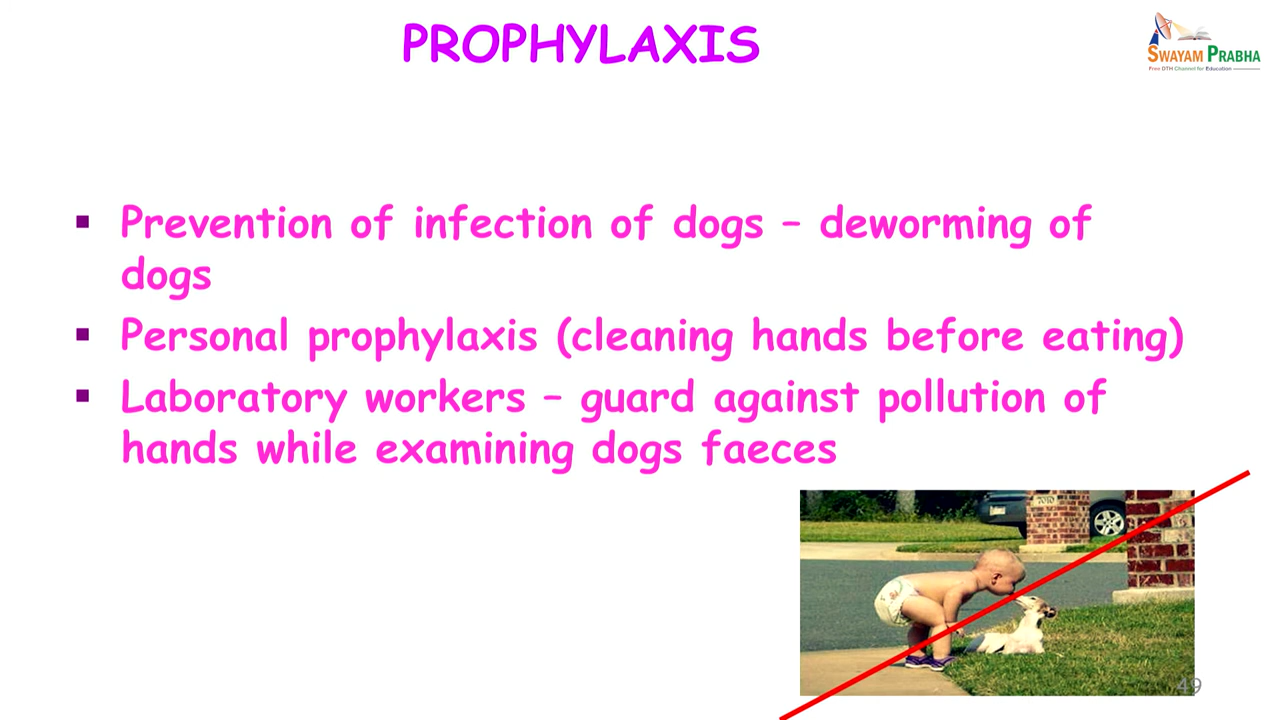 PROPHYLAXIS
SWAYAM PRABHA
Free DTH Channel for Education
▪ Prevention of infection of dogs – deworming of
dogs
▪ Personal prophylaxis (cleaning hands before eating)
▪ Laboratory workers – guard against pollution of
hands while examining dogs faeces
7010
49